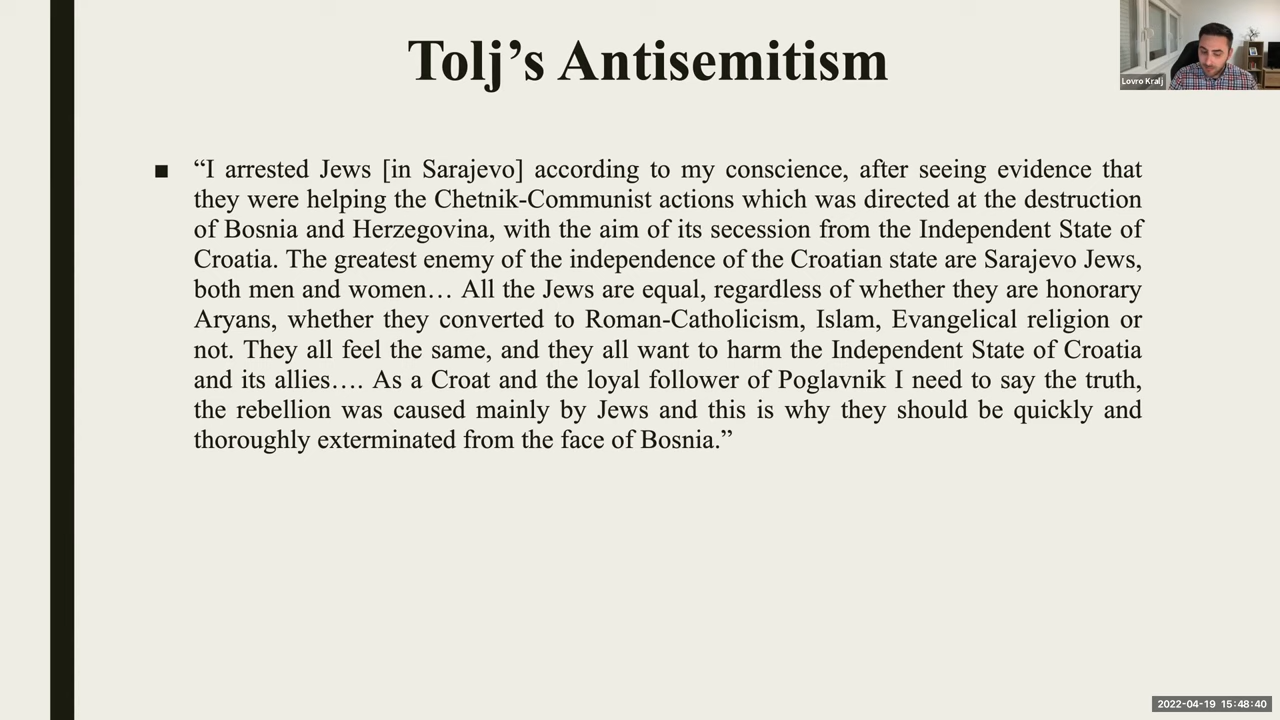 Tolj’s Antisemitism
Lovro Kralj
■ “I arrested Jews [in Sarajevo] according to my conscience, after seeing evidence that
they were helping the Chetnik-Communist actions which was directed at the destruction
of Bosnia and Herzegovina, with the aim of its secession from the Independent State of
Croatia. The greatest enemy of the independence of the Croatian state are Sarajevo Jews,
both men and women… All the Jews are equal, regardless of whether they are honorary
Aryans, whether they converted to Roman-Catholicism, Islam, Evangelical religion or
not. They all feel the same, and they all want to harm the Independent State of Croatia
and its allies…. As a Croat and the loyal follower of Poglavnik I need to say the truth,
the rebellion was caused mainly by Jews and this is why they should be quickly and
thoroughly exterminated from the face of Bosnia.”
2022-04-19 15:48:40